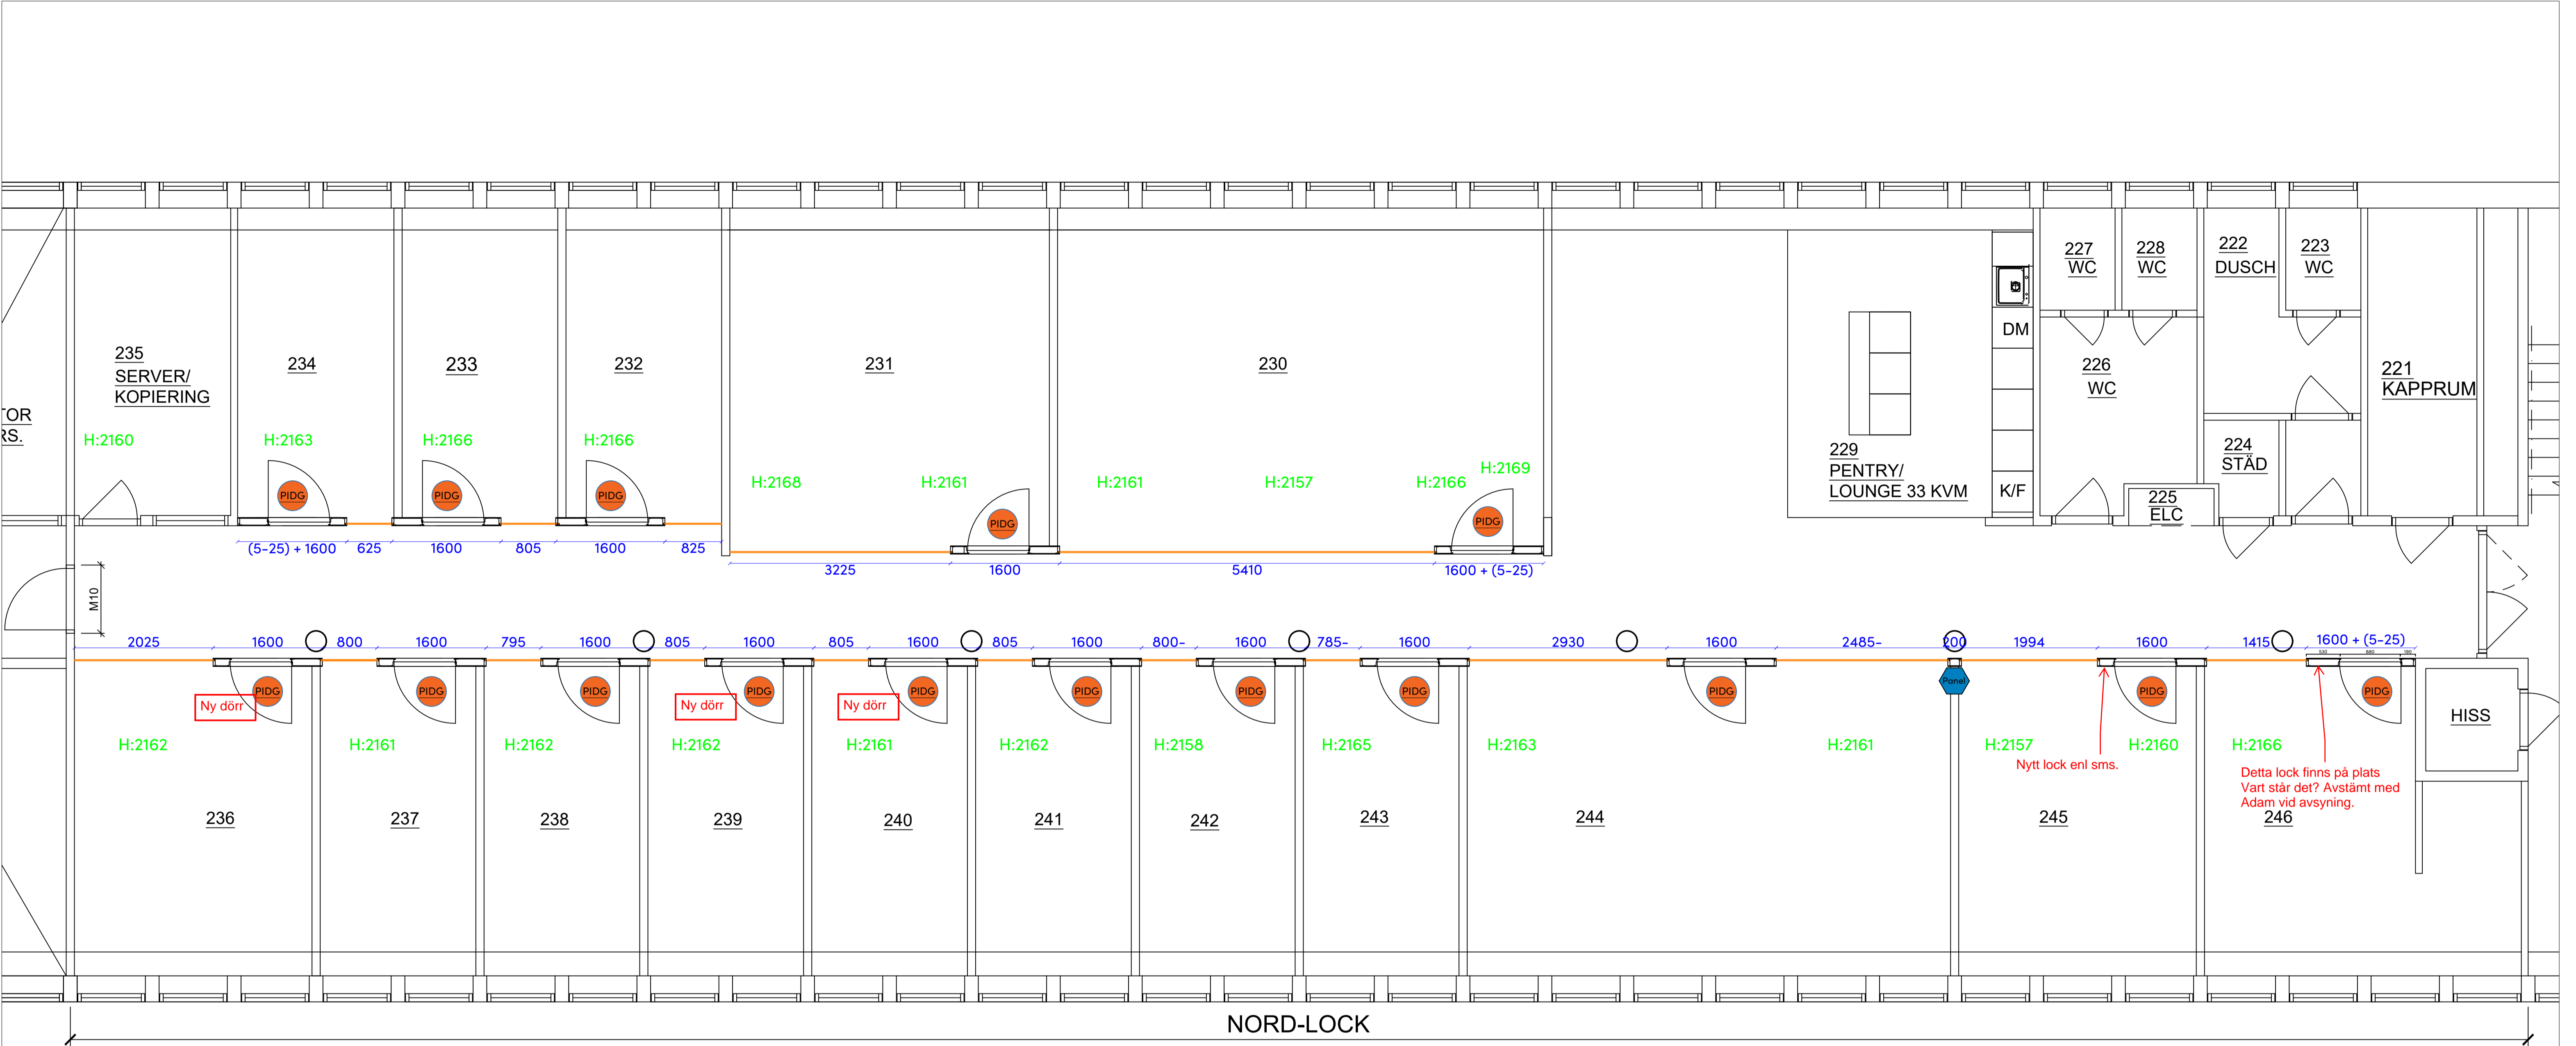 227
WC
228
WC
222
DUSCH
223
WC
235
SERVER/
KOPIERING
234
233
232
231
230
DM
226
WC
221
KAPPRUM
TOR
RS.
H:2160
H:2163
H:2166
H:2166
H:2168
H:2161
H:2161
H:2157
H:2166
H:2169
229
PENTRY/
LOUNGE 33 KVM
K/F
224
STÄD
225
ELC
PIDG
PIDG
PIDG
PIDG
PIDG
(5-25) + 1600
625
1600
805
1600
825
3225
1600
5410
1600 + (5-25)
M10
2025
1600
800
1600
795
1600
805
1600
805
1600
805
1600
800-
1600
785-
1600
2930
1600
2485-
200
1994
1600
1415
1600 + (5-25)
530
880
190
PIDG
PIDG
PIDG
PIDG
PIDG
PIDG
PIDG
PIDG
PIDG
Panel
PIDG
PIDG
Ny dörr
Ny dörr
Ny dörr
HISS
H:2162
H:2161
H:2162
H:2162
H:2161
H:2162
H:2158
H:2165
H:2163
H:2161
H:2157
H:2160
H:2166
Nytt lock enl sms.
Detta lock finns på plats
Vart står det? Avstämt med
Adam vid avsyning.
236
237
238
239
240
241
242
243
244
245
246
NORD-LOCK